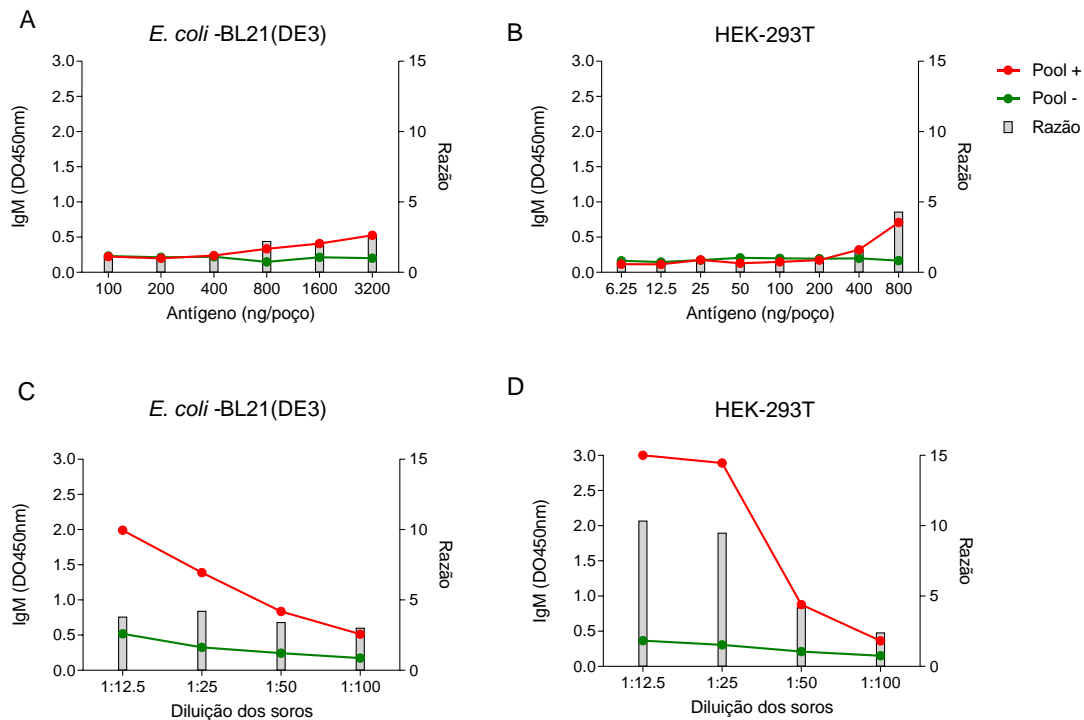 A
E. coli -BL21(DE3)
3.0
2.5
2.0
1.5
1.0
0.5
0.0
IgM (DO450nm)
15
10
5
0
Razão
100 200 400 800 1600 3200
Antígeno (ng/poço)
B
HEK-293T
3.0
2.5
2.0
1.5
1.0
0.5
0.0
IgM (DO450nm)
15
10
5
0
Razão
6.25 12.5 25 50 100 200 400 800
Antígeno (ng/poço)
Pool +
Pool -
Razão
C
E. coli -BL21(DE3)
3.0
2.5
2.0
1.5
1.0
0.5
0.0
IgM (DO450nm)
15
10
5
0
Razão
1:12.5 1:25 1:50 1:100
Diluição dos soros
D
HEK-293T
3.0
2.5
2.0
1.5
1.0
0.5
0.0
IgM (DO450nm)
15
10
5
0
Razão
1:12.5 1:25 1:50 1:100
Diluição dos soros